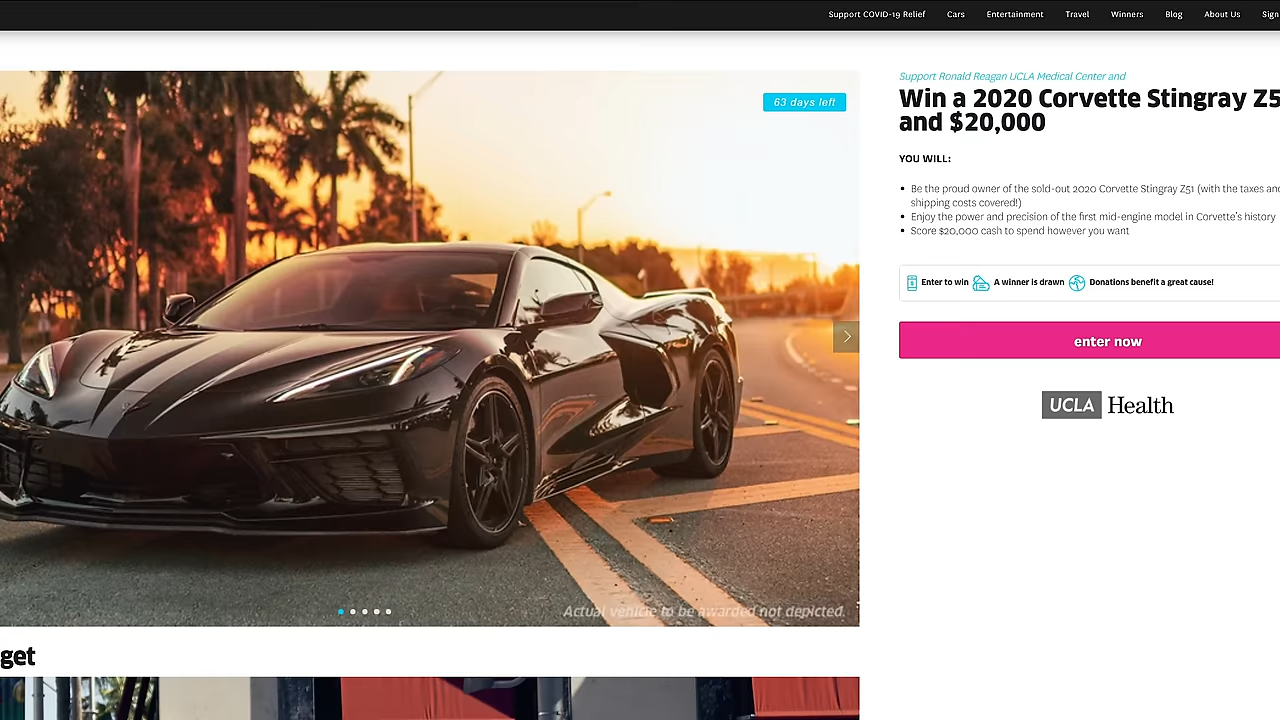 Support COVID-19 Relief Cars Entertainment Travel Winners Blog About Us Sign
63 days left
Support Ronald Reagan UCLA Medical Center and
Win a 2020 Corvette Stingray Z5
and $20,000
YOU WILL:
Be the proud owner of the sold-out 2020 Corvette Stingray Z51 (with the taxes and
shipping costs covered!)
Enjoy the power and precision of the first mid-engine model in Corvette's history
Score $20,000 cash to spend however you want
Enter to win A winner is drawn Donations benefit a great cause!
enter now
UCLA Health
Actual vehicle to be awarded not depicted.
get